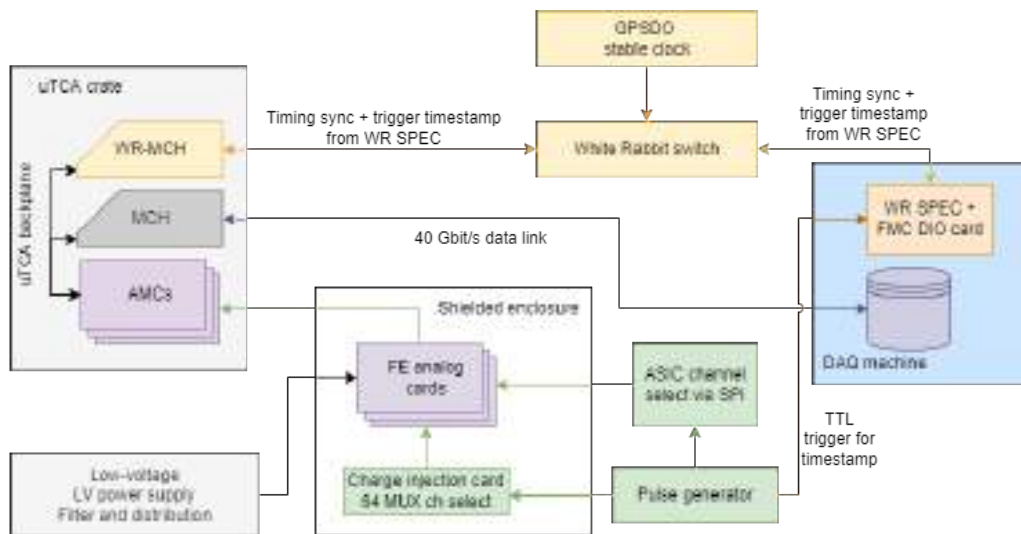 GPSDO
stable clock
uTCA crate
Timing sync + trigger timestamp
from WR SPEC
Timing sync +
trigger timestamp
from WR SPEC
WR-MCH
White Rabbit switch
uTCA backplane
MCH
WR SPEC +
FMC DIO card
40 Gbit/s data link
AMCs
Shielded enclosure
DAQ machine
FE analog
cards
ASIC channel
select via SPI
TTL
trigger for
timestamp
Low-voltage
LV power supply
Filter and distribution
Charge injection card
64 MUX ch select
Pulse generator